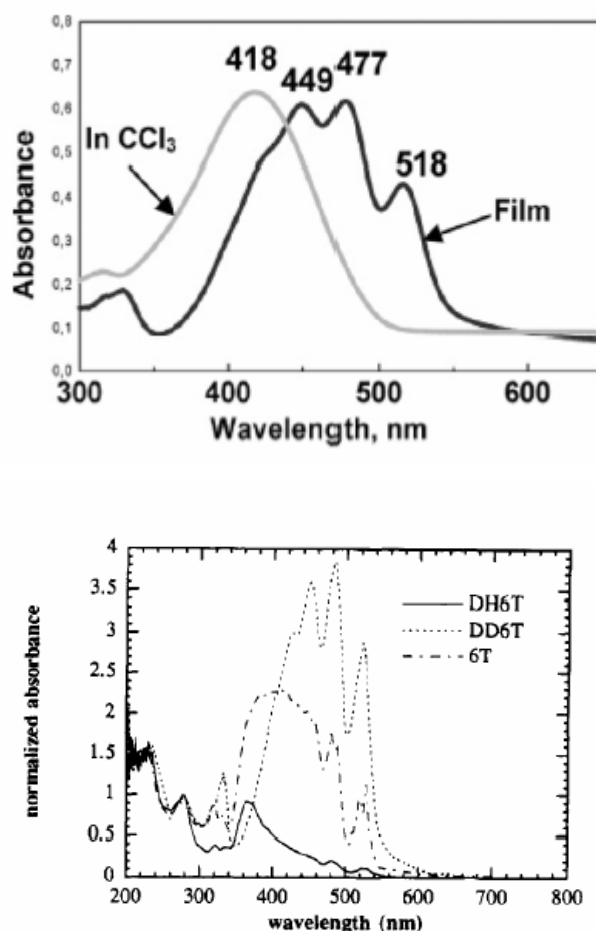 0,8
0,7
418
449 477
0,6
In CCl3
0,5
518
0,4
Film
0,3
0,2
0,1
0,0
Absorbance
300 400 500 600
Wavelength, nm
4
3.5
DH6T
3
DD6T
6T
2.5
2
1.5
1
0.5
0
normalized absorbance
200 300 400 500 600 700 800
wavelength (nm)